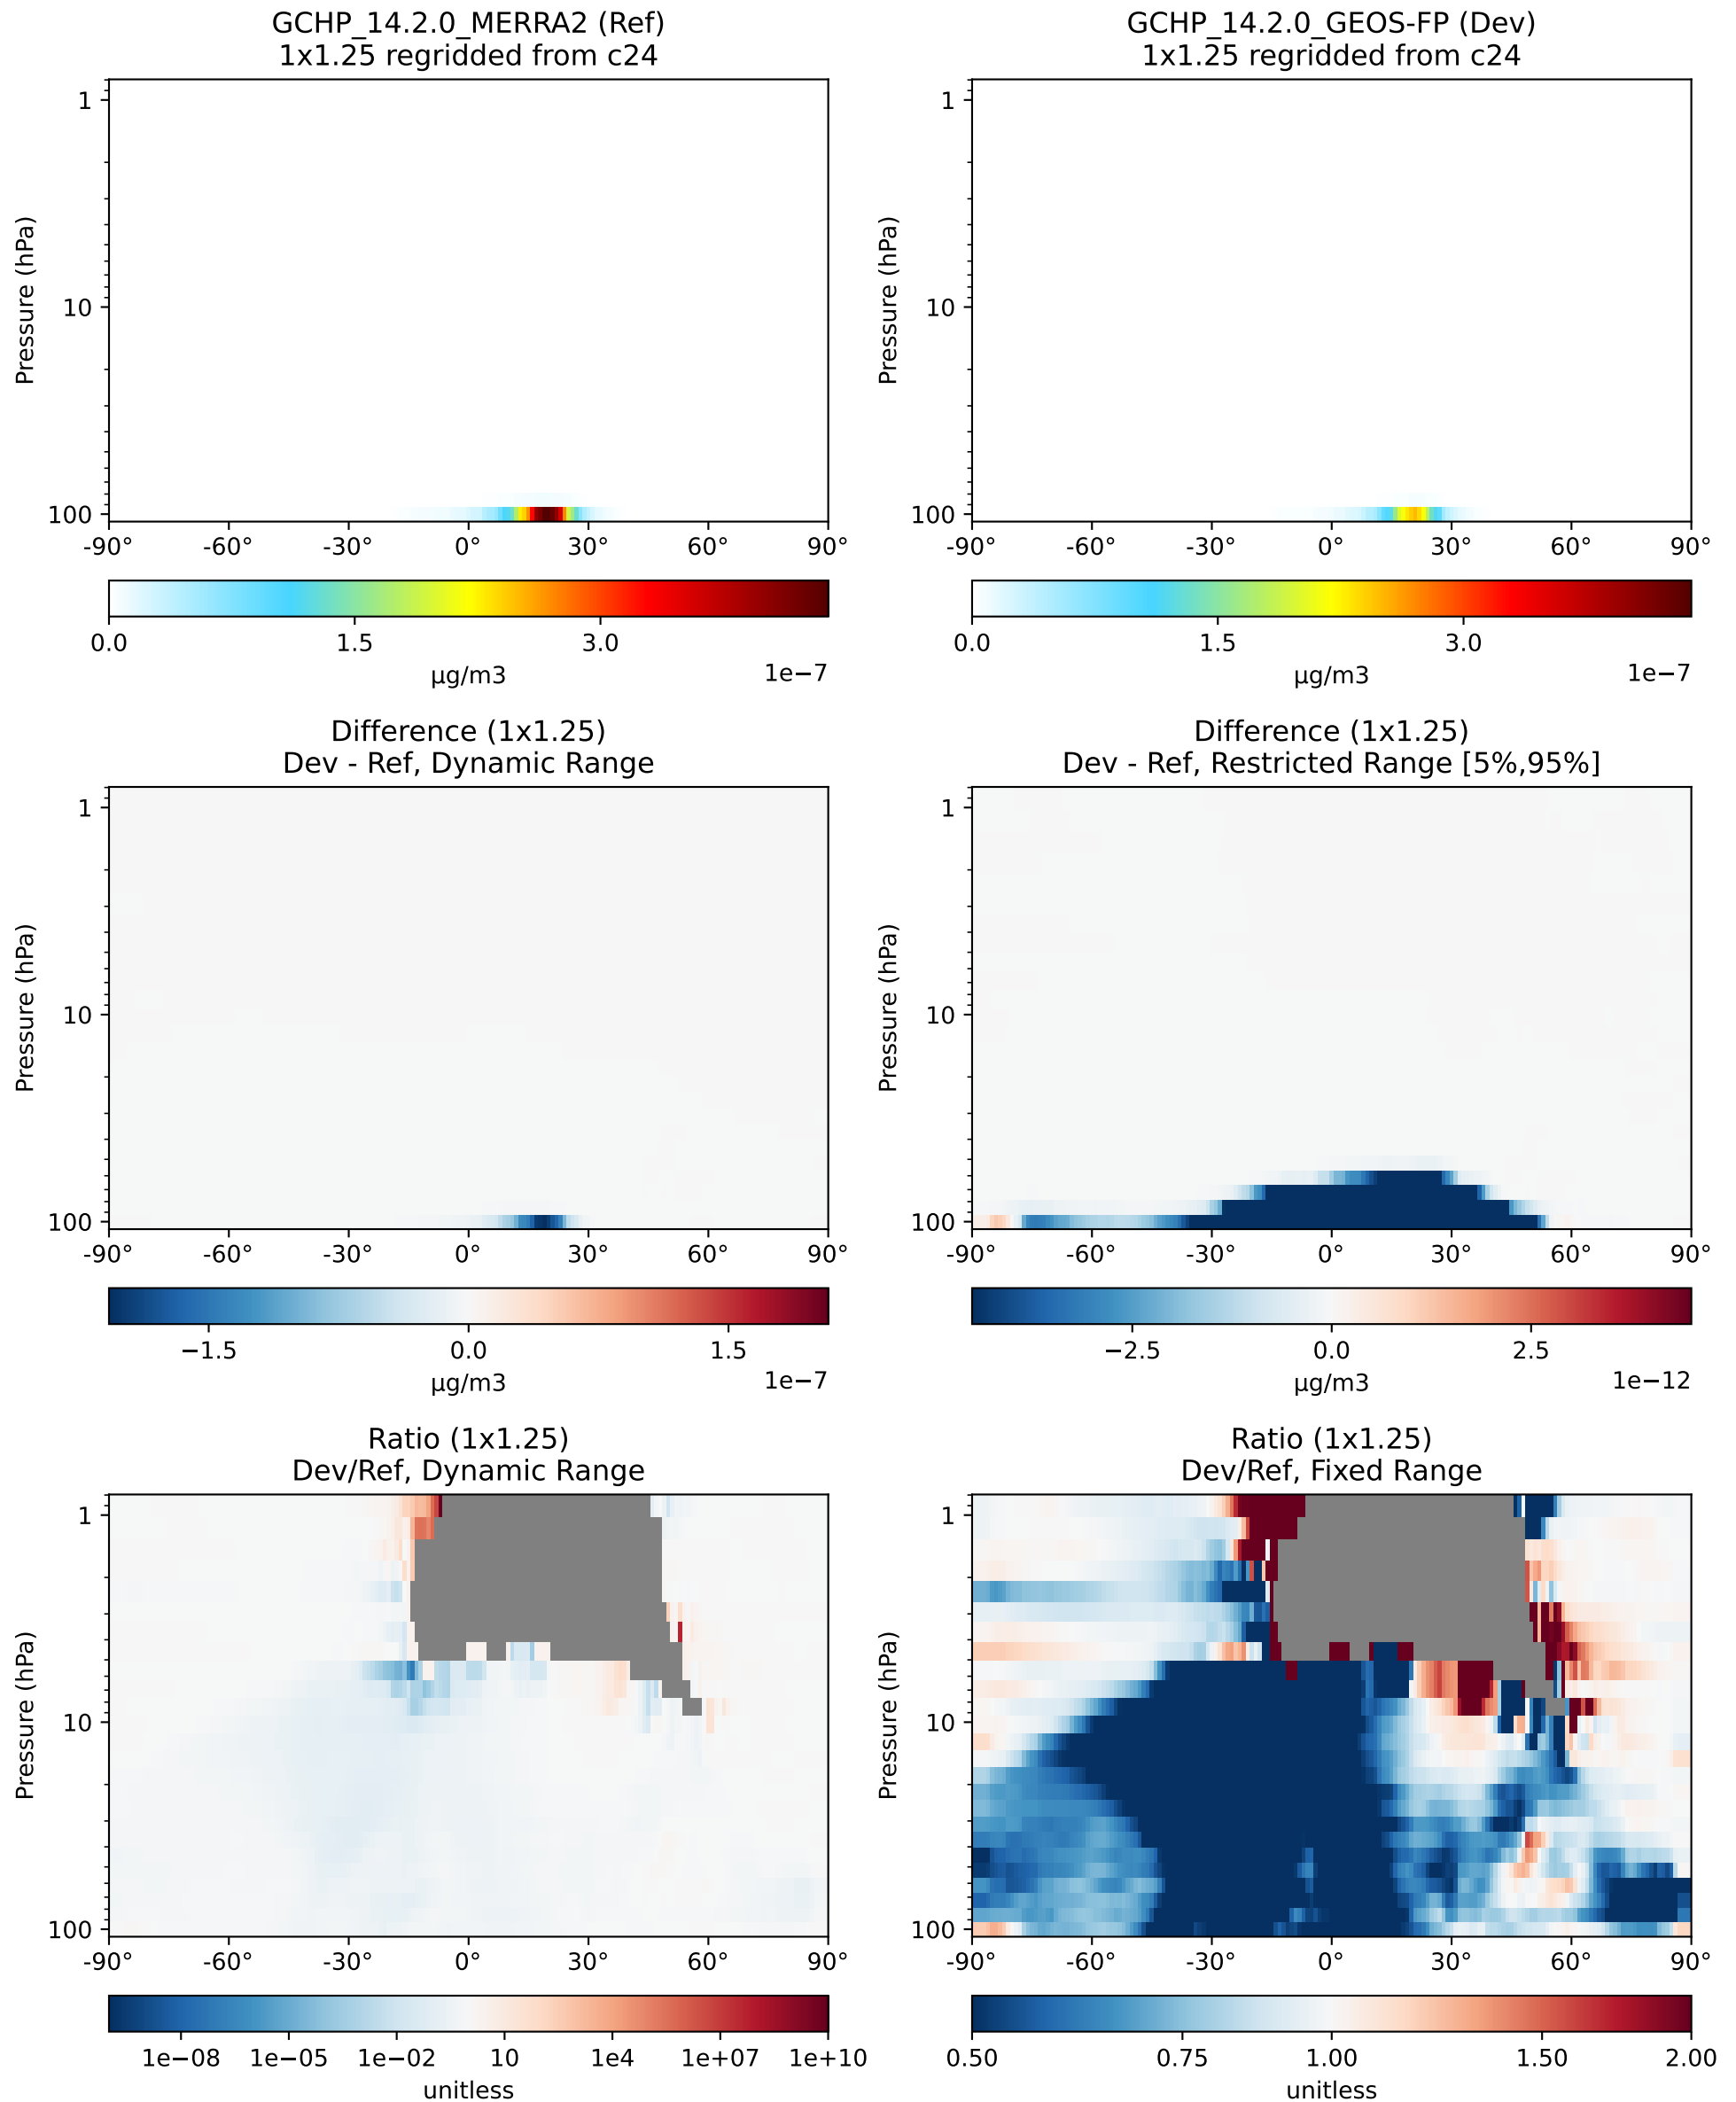 GCHP_14.2.0_MERRA2 (Ref)
1x1.25 regridded from c24
GCHP_14.2.0_GEOS-FP (Dev)
1x1.25 regridded from c24
Pressure (hPa)
1
10
100
-90° -60° -30° 0° 30° 60° 90°
0.0 1.5 3.0
1e−7
µg/m3
Pressure (hPa)
1
10
100
-90° -60° -30° 0° 30° 60° 90°
0.0 1.5 3.0
1e−7
µg/m3
Difference (1x1.25)
Dev - Ref, Dynamic Range
Difference (1x1.25)
Dev - Ref, Restricted Range [5%,95%]
Pressure (hPa)
1
10
100
-90° -60° -30° 0° 30° 60° 90°
−1.5 0.0 1.5
1e−7
µg/m3
Pressure (hPa)
1
10
100
-90° -60° -30° 0° 30° 60° 90°
−2.5 0.0 2.5
1e−12
µg/m3
Ratio (1x1.25)
Dev/Ref, Dynamic Range
Ratio (1x1.25)
Dev/Ref, Fixed Range
Pressure (hPa)
1
10
100
-90° -60° -30° 0° 30° 60° 90°
1e−08 1e−05 1e−02 10 1e+04 1e+07 1e+10
unitless
Pressure (hPa)
1
10
100
-90° -60° -30° 0° 30° 60° 90°
0.50 0.75 1.00 1.50 2.00
unitless